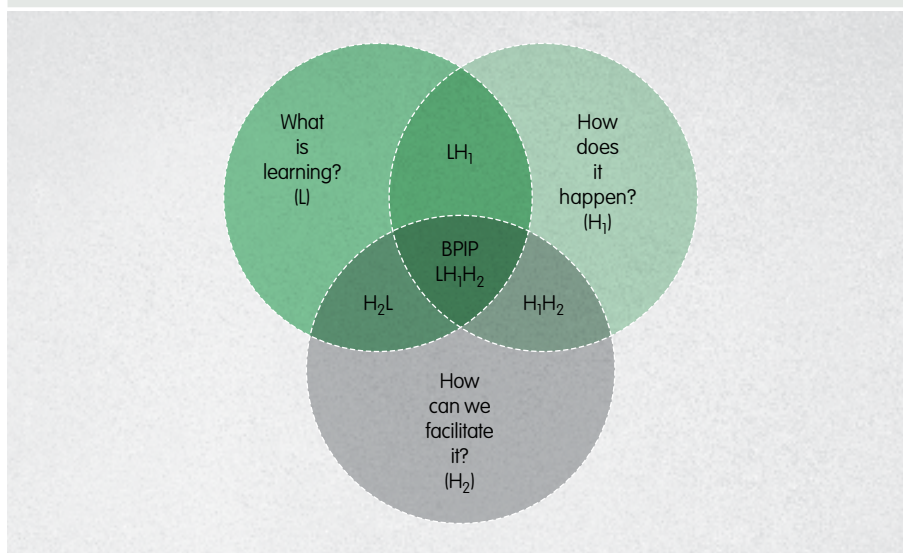 What
is
learning?
(L)
LH₁
How
does
it
happen?
(H₁)
BPIP
LH₁H₂
H₂L
H₁H₂
How
can we
facilitate
it?
(H₂)